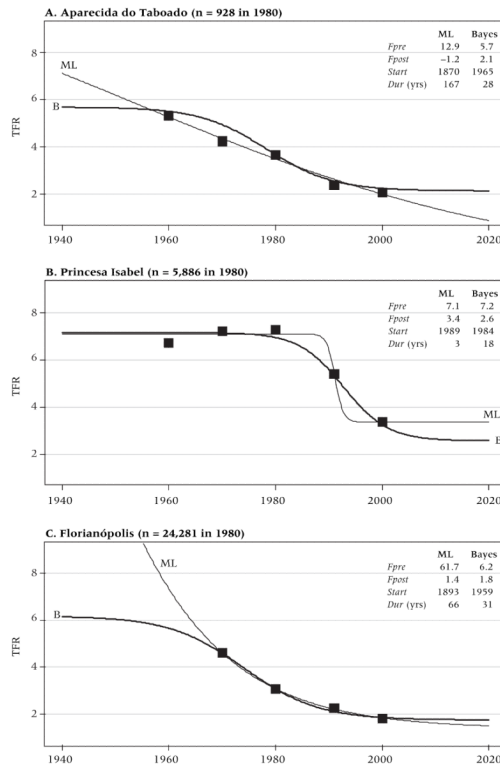 A. Aparecida do Taboado (n = 928 in 1980)
ML Bayes
Fpre 12.9 5.7
Fpost –1.2 2.1
Start 1870 1965
Dur (yrs) 167 28
8
6
4
2
TFR
ML
B
1940 1960 1980 2000 2020
B. Princesa Isabel (n = 5,886 in 1980)
ML Bayes
Fpre 7.1 7.2
Fpost 3.4 2.6
Start 1989 1984
Dur (yrs) 3 18
8
6
4
2
TFR
ML
B
1940 1960 1980 2000 2020
C. Florianópolis (n = 24,281 in 1980)
ML Bayes
Fpre 61.7 6.2
Fpost 1.4 1.8
Start 1893 1959
Dur (yrs) 66 31
8
6
4
2
TFR
ML
B
1940 1960 1980 2000 2020